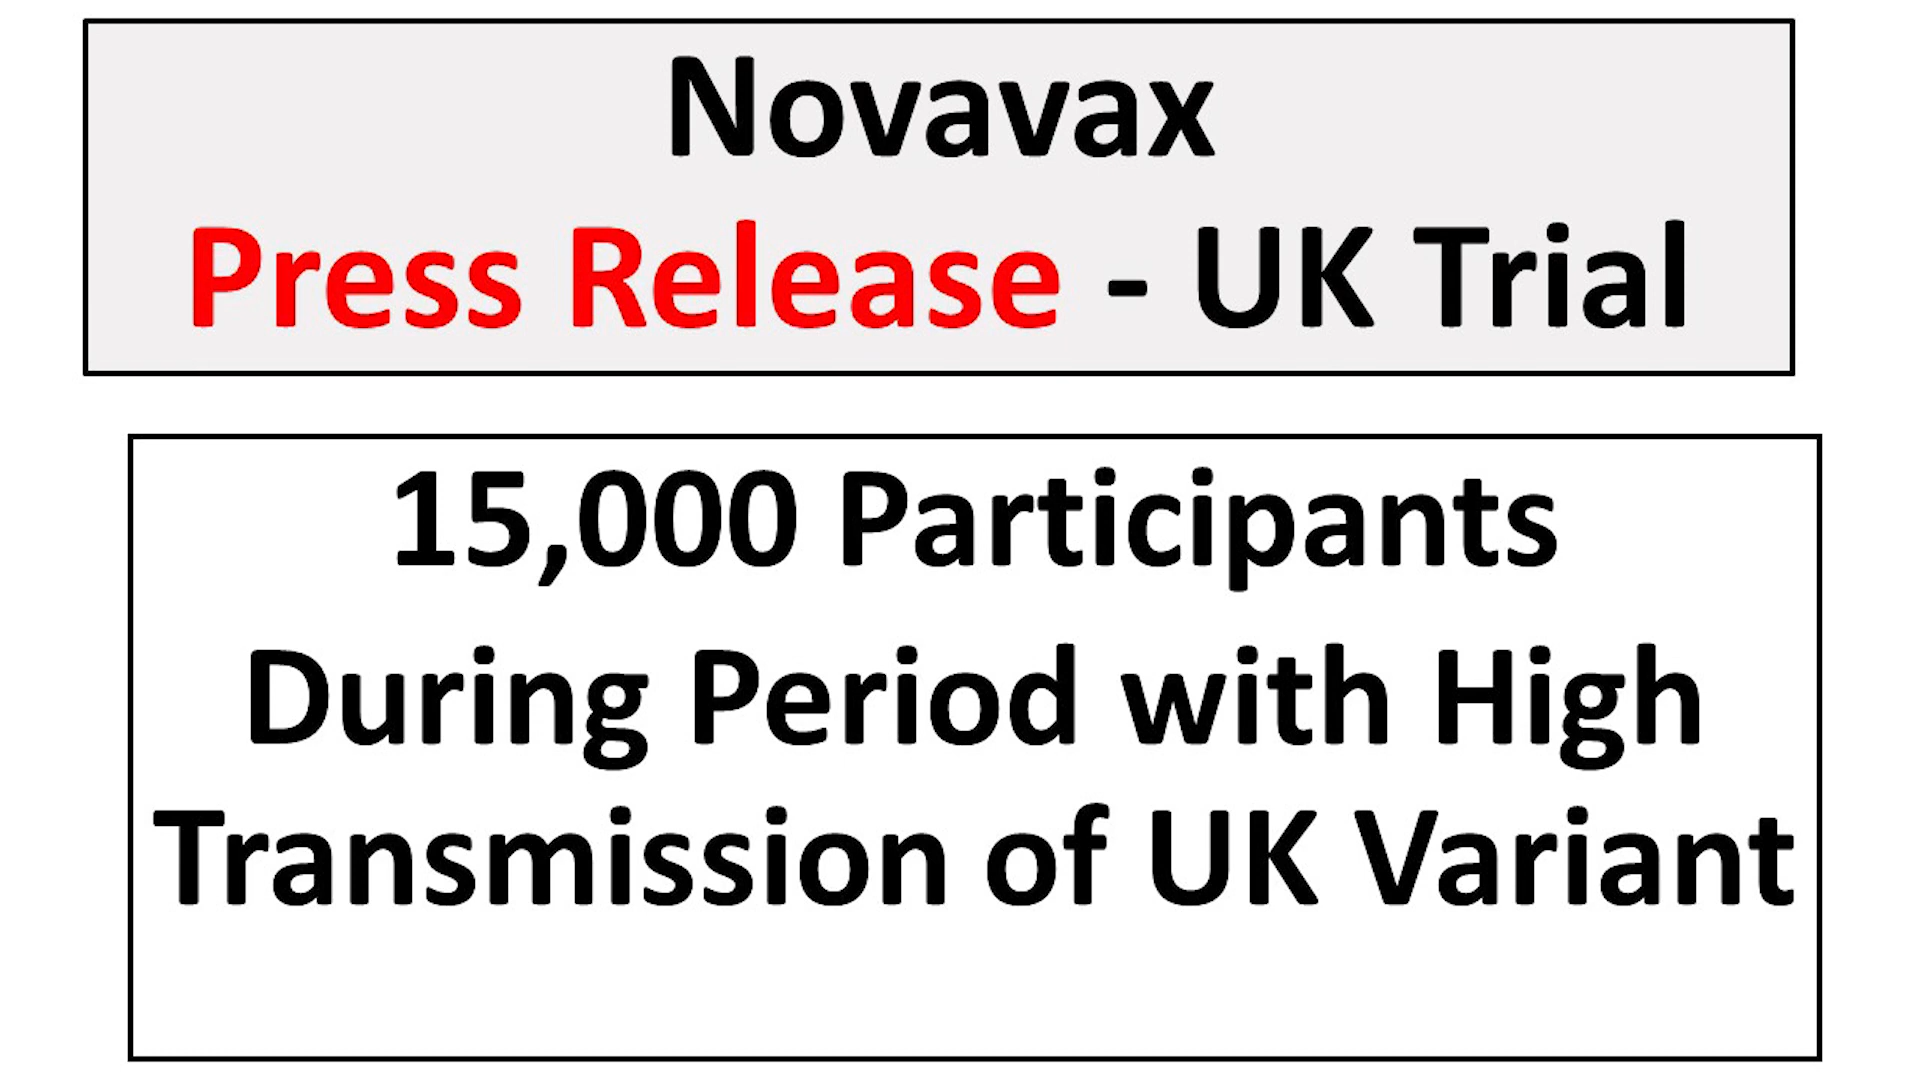 Novavax
Press Release - UK Trial
15,000 Participants
During Period with High
Transmission of UK Variant